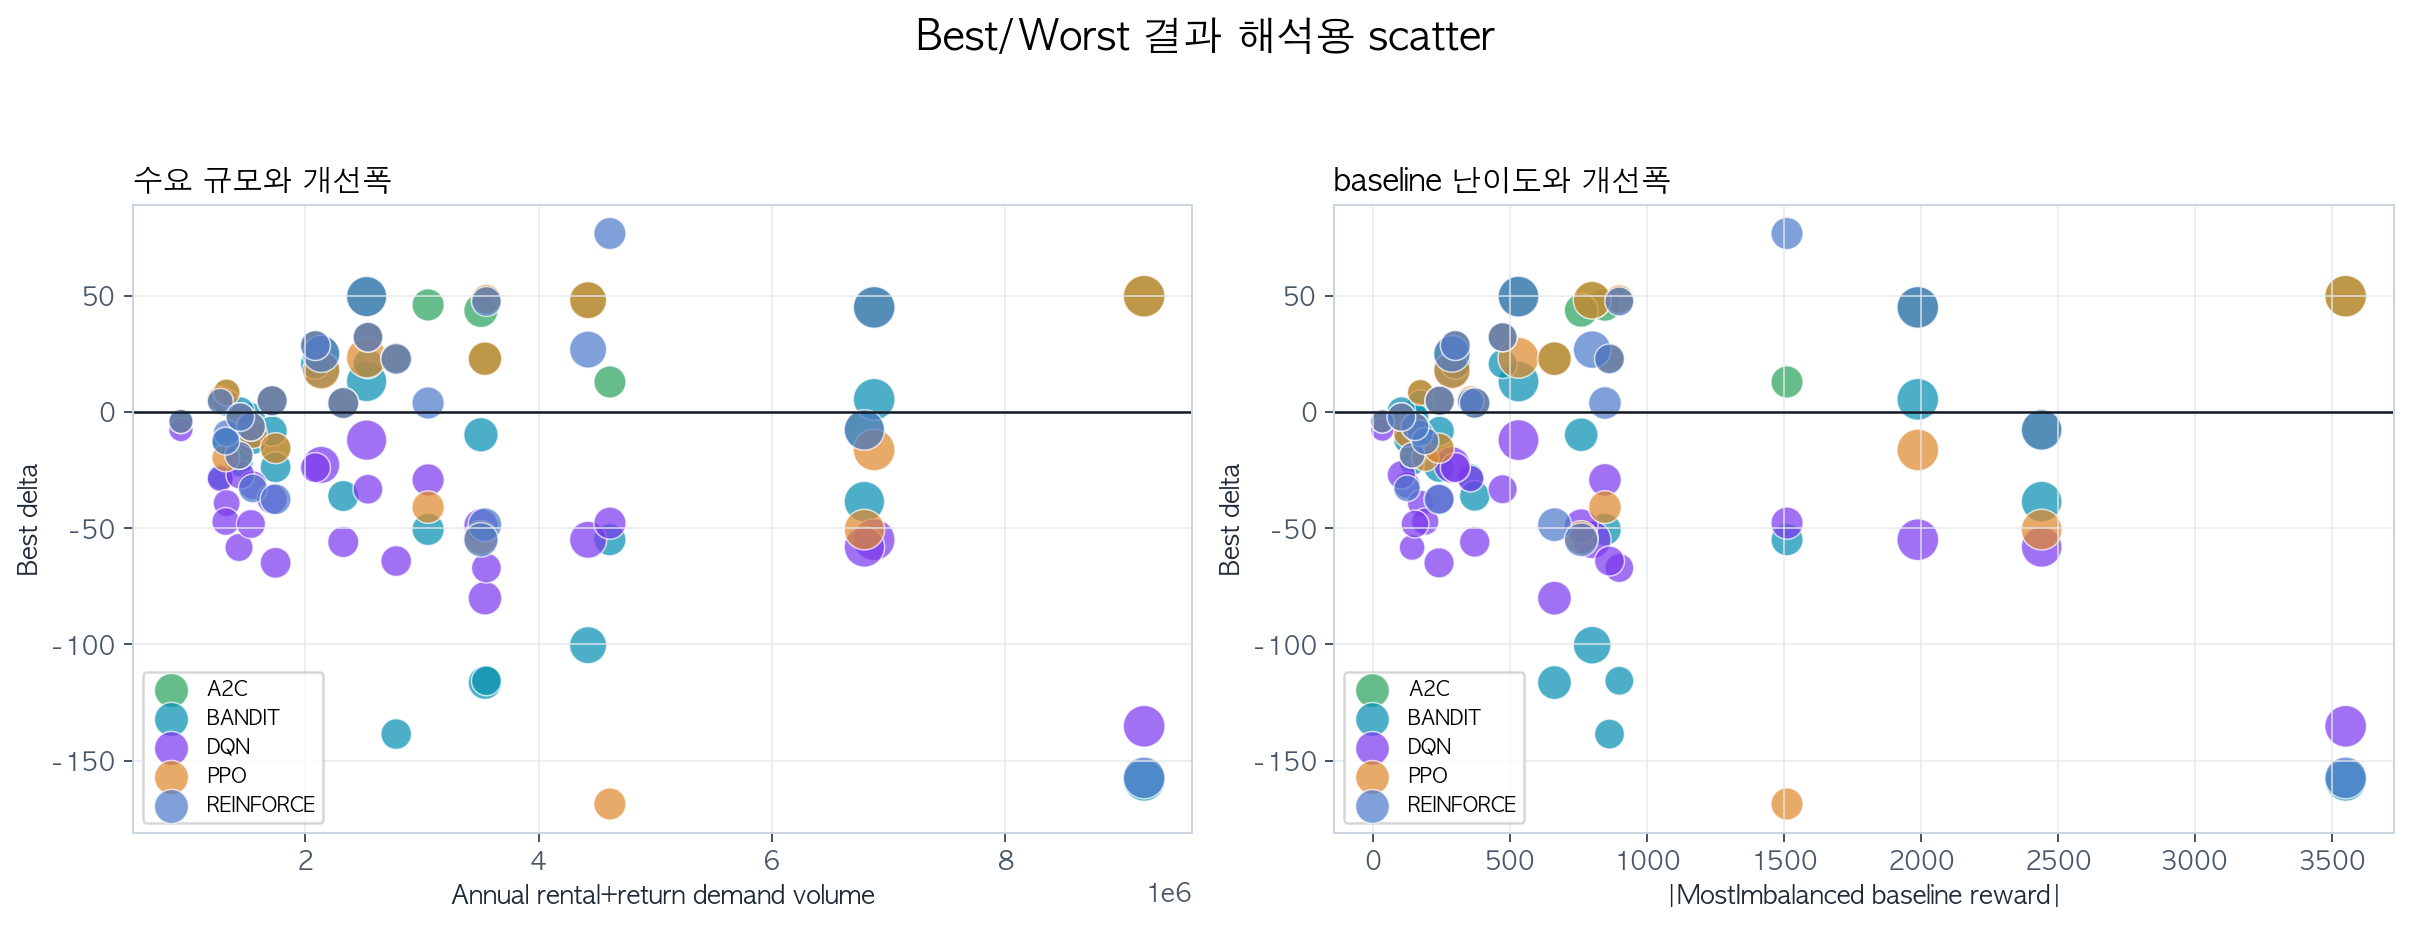 Best/Worst 결과 해석용 scatter
수요 규모와 개선폭
Best delta
50
0
-50
-100
-150
A2C
BANDIT
DQN
PPO
REINFORCE
2 4 6 8
1e6
Annual rental+return demand volume
baseline 난이도와 개선폭
Best delta
50
0
-50
-100
-150
A2C
BANDIT
DQN
PPO
REINFORCE
0 500 1000 1500 2000 2500 3000 3500
|MostImbalanced baseline reward|